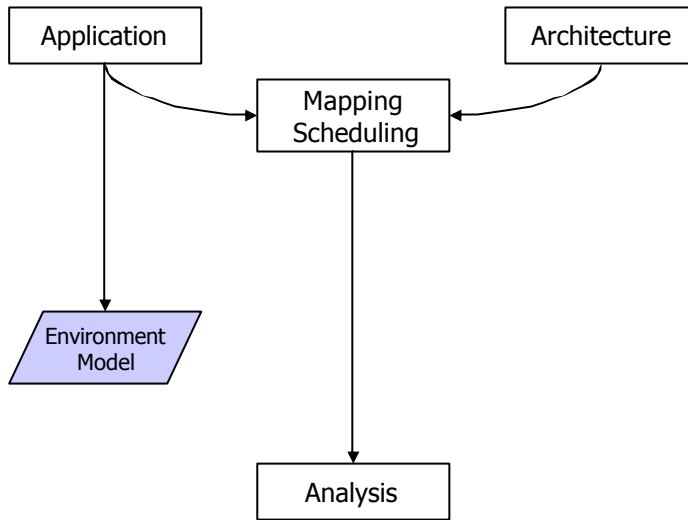 Application
Architecture
Mapping
Scheduling
Environment
Model
Analysis